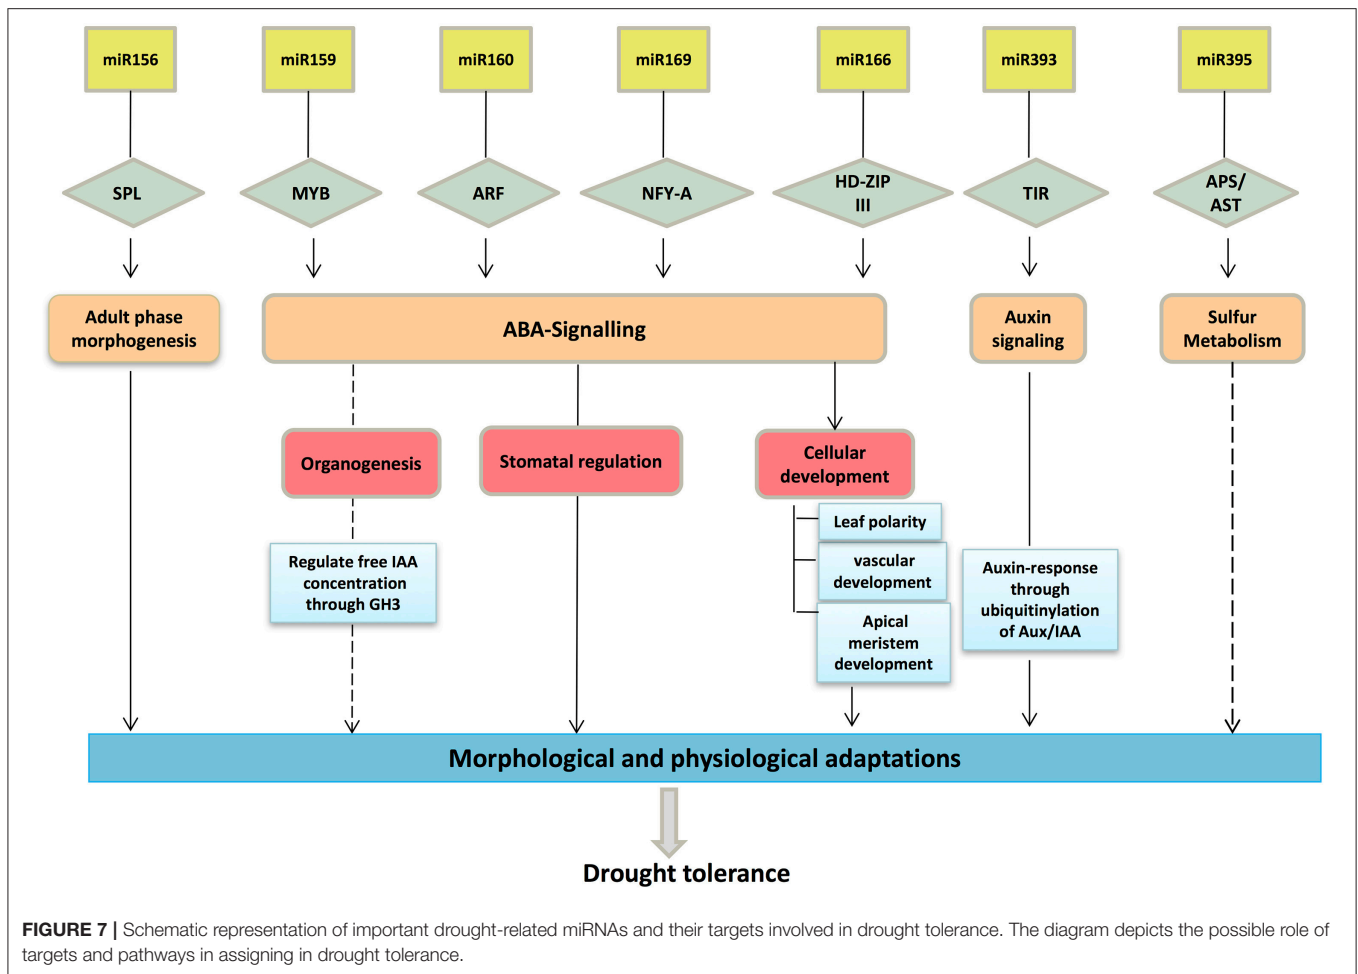 miR156
miR159
miR160
miR169
miR166
miR393
miR395
SPL
MYB
ARF
NFY-A
HD-ZIP
III
TIR
APS/
AST
Adult phase
morphogenesis
ABA-Signalling
Auxin
signaling
Sulfur
Metabolism
Organogenesis
Stomatal regulation
Cellular
development
Regulate free IAA
concentration
through GH3
Leaf polarity
vascular
development
Apical
meristem
development
Auxin-response
through
ubiquitinylation
of Aux/IAA
Morphological and physiological adaptations
Drought tolerance
FIGURE 7 | Schematic representation of important drought-related miRNAs and their targets involved in drought tolerance. The diagram depicts the possible role of
targets and pathways in assigning in drought tolerance.